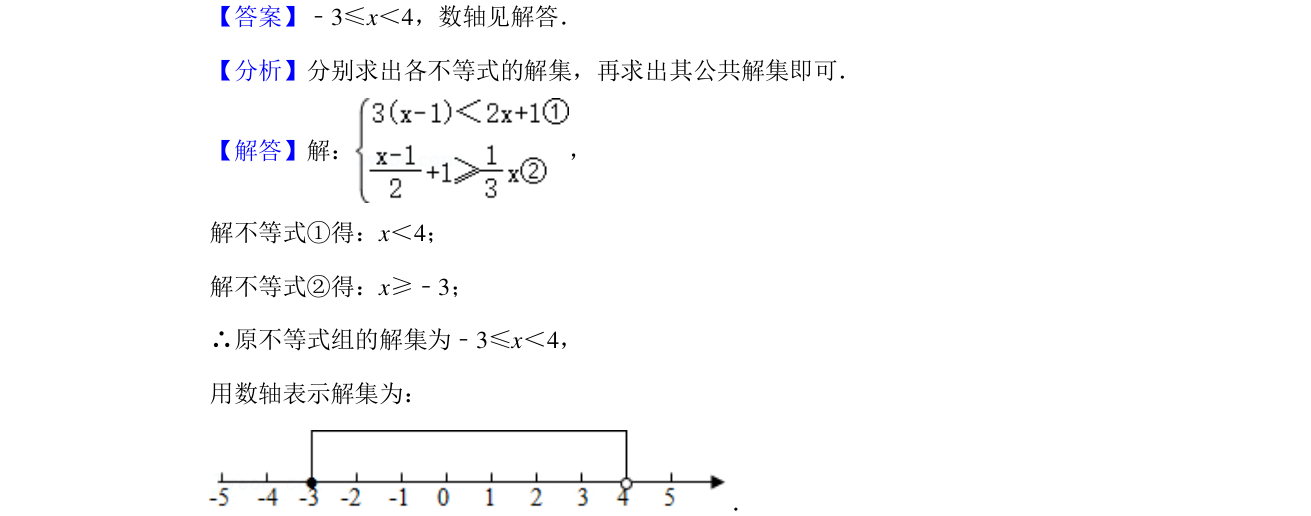 【答案】﹣3≤x＜4，数轴见解答．
【分析】分别求出各不等式的解集，再求出其公共解集即可．
【解答】解：{3(x-1)＜2x+1①
x-1/2+1≥1/3x②，
解不等式①得：x＜4；
解不等式②得：x≥﹣3；
∴原不等式组的解集为﹣3≤x＜4，
用数轴表示解集为：
-5 -4 -3 -2 -1 0 1 2 3 4 5．